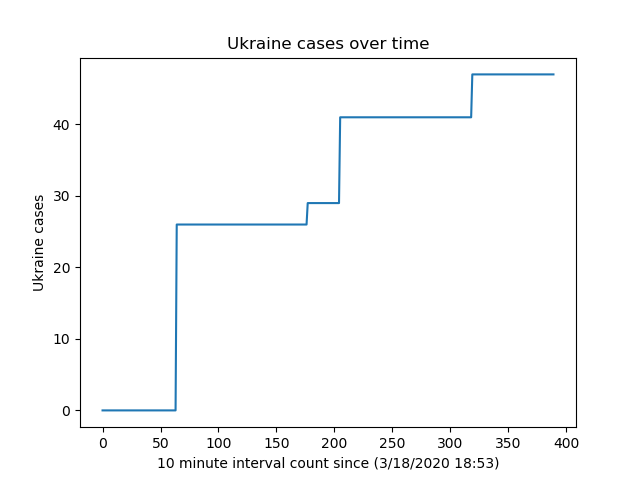 Ukraine cases over time
Ukraine cases
40
30
20
10
0
0 50 100 150 200 250 300 350 400
10 minute interval count since (3/18/2020 18:53)